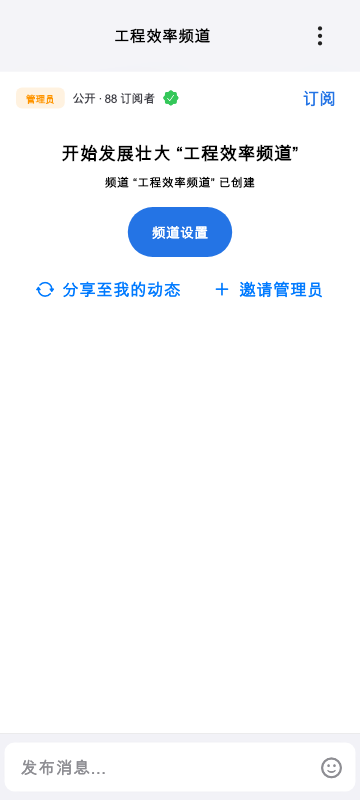 工程效率频道
管理员 公开 · 88 订阅者 订阅
开始发展壮大 “工程效率频道”
频道 “工程效率频道” 已创建
频道设置
分享至我的动态 邀请管理员
发布消息...